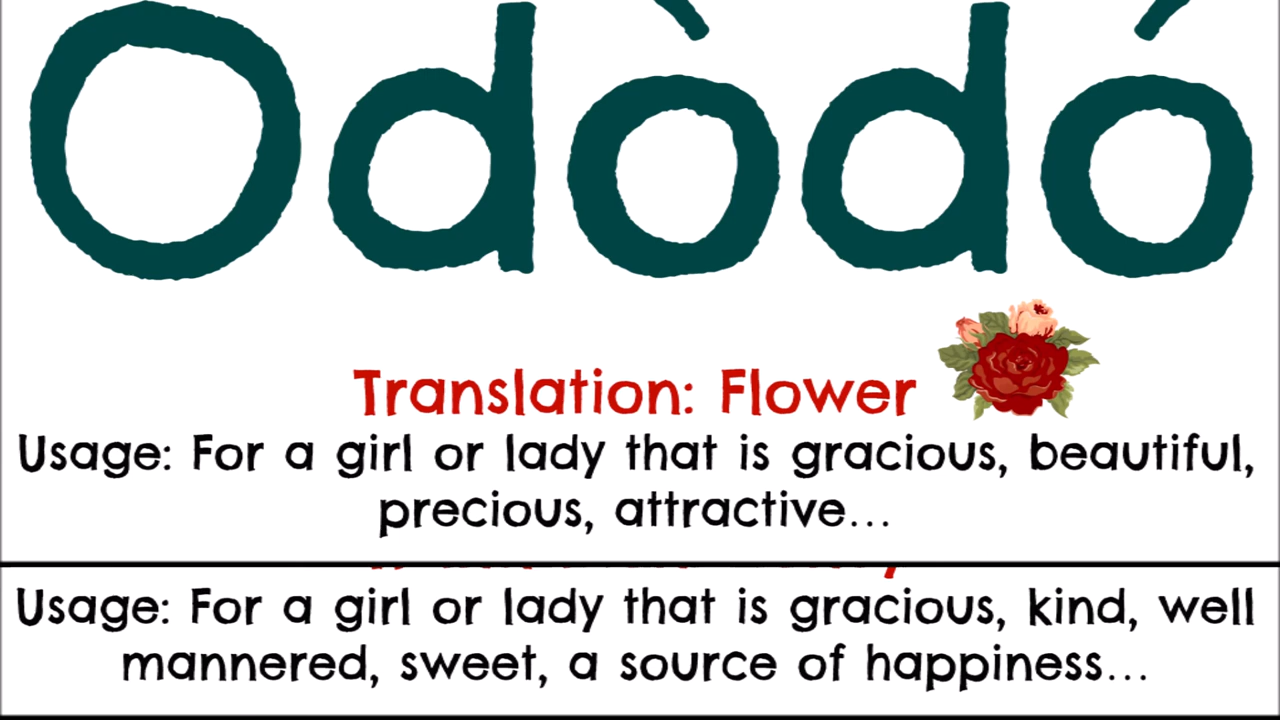 Odòdó
Translation: Flower
Usage: For a girl or lady that is gracious, beautiful,
precious, attractive...
Usage: For a girl or lady that is gracious, kind, well
mannered, sweet, a source of happiness...